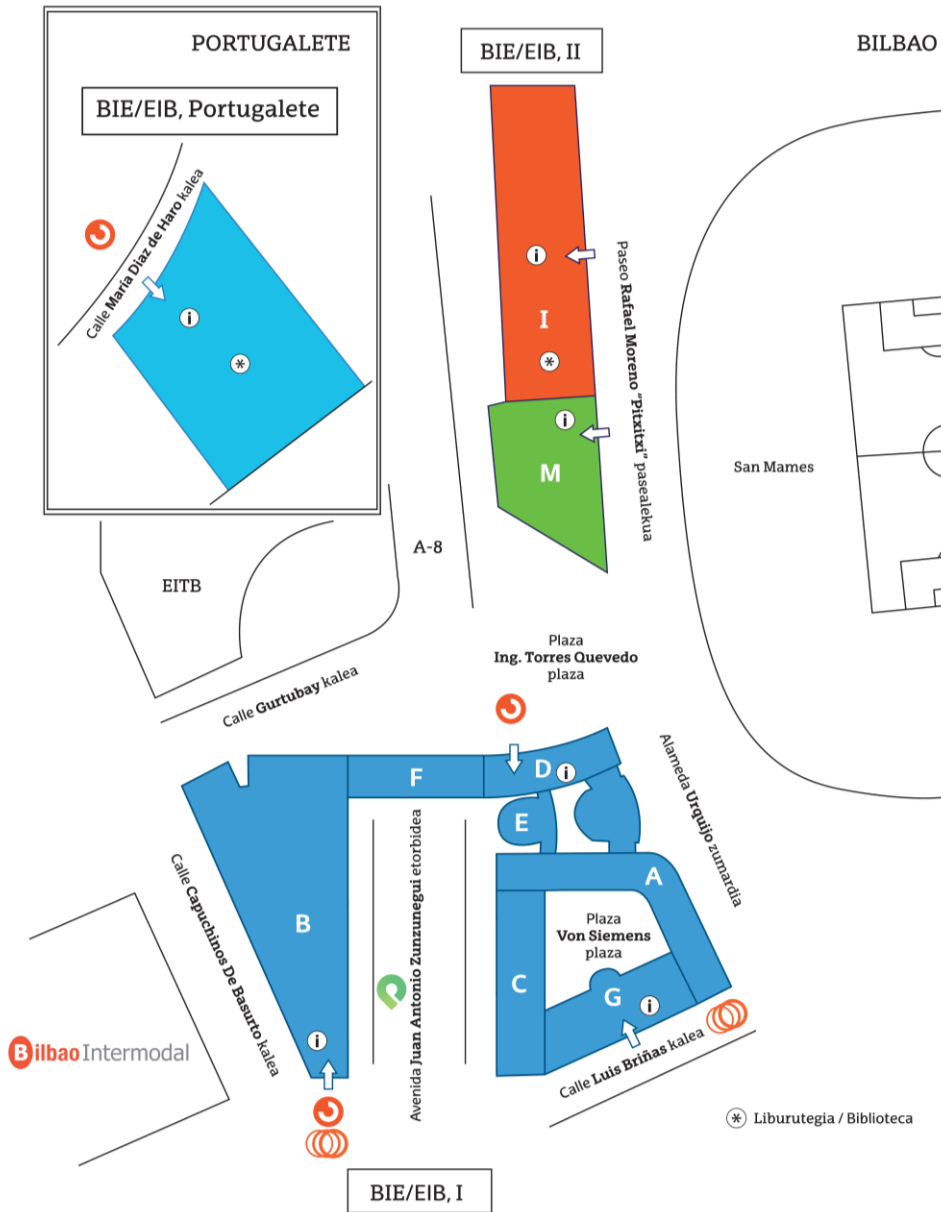 PORTUGALETE
BIE/EIB, Portugalete
Calle María Diaz de Haro kalea
i
*
BIE/EIB, II
BILBAO
i
I
*
i
M
Paseo Rafael Moreno "Pitxitxi" pasealekua
San Mames
EITB
A-8
Calle Gurtubay kalea
Plaza
Ing. Torres Quevedo
plaza
F
D
i
E
A
Alameda Urquijo zumardia
B
Calle Capuchinos De Basurto kalea
Avenida Juan Antonio Zunzunegui etorbidea
Plaza
Von Siemens
plaza
C
G
i
i
Calle Luis Briñas kalea
Bilbao Intermodal
* Liburutegia / Biblioteca
BIE/EIB, I